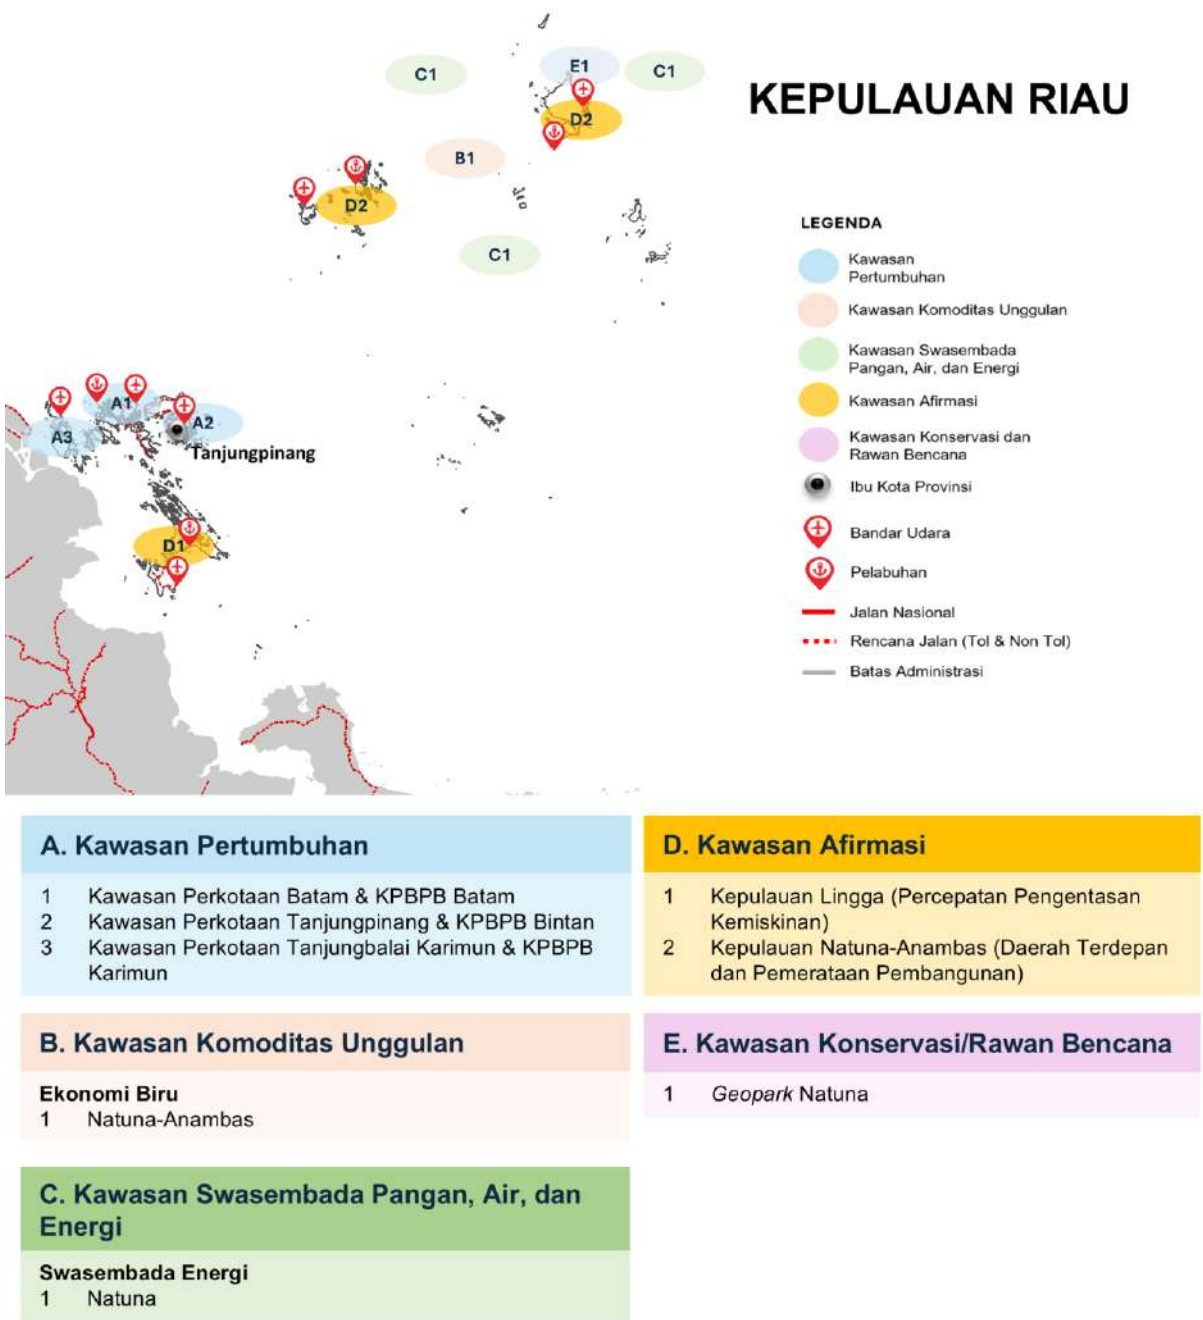 KEPULAUAN RIAU
C1
E1
C1
D2
B1
D2
C1
A1
A2
A3
Tanjungpinang
D1
LEGENDA
Kawasan
Pertumbuhan
Kawasan Komoditas Unggulan
Kawasan Swasembada
Pangan, Air, dan Energi
Kawasan Afirmasi
Kawasan Konservasi dan
Rawan Bencana
Ibu Kota Provinsi
Bandar Udara
Pelabuhan
Jalan Nasional
Rencana Jalan (Tol & Non Tol)
Batas Administrasi
A. Kawasan Pertumbuhan
1 Kawasan Perkotaan Batam & KPBPB Batam
2 Kawasan Perkotaan Tanjungpinang & KPBPB Bintan
3 Kawasan Perkotaan Tanjungbalai Karimun & KPBPB
Karimun
B. Kawasan Komoditas Unggulan
Ekonomi Biru
1 Natuna-Anambas
C. Kawasan Swasembada Pangan, Air, dan
Energi
Swasembada Energi
1 Natuna
D. Kawasan Afirmasi
1 Kepulauan Lingga (Percepatan Pengentasan
Kemiskinan)
2 Kepulauan Natuna-Anambas (Daerah Terdepan
dan Pemerataan Pembangunan)
E. Kawasan Konservasi/Rawan Bencana
1 Geopark Natuna